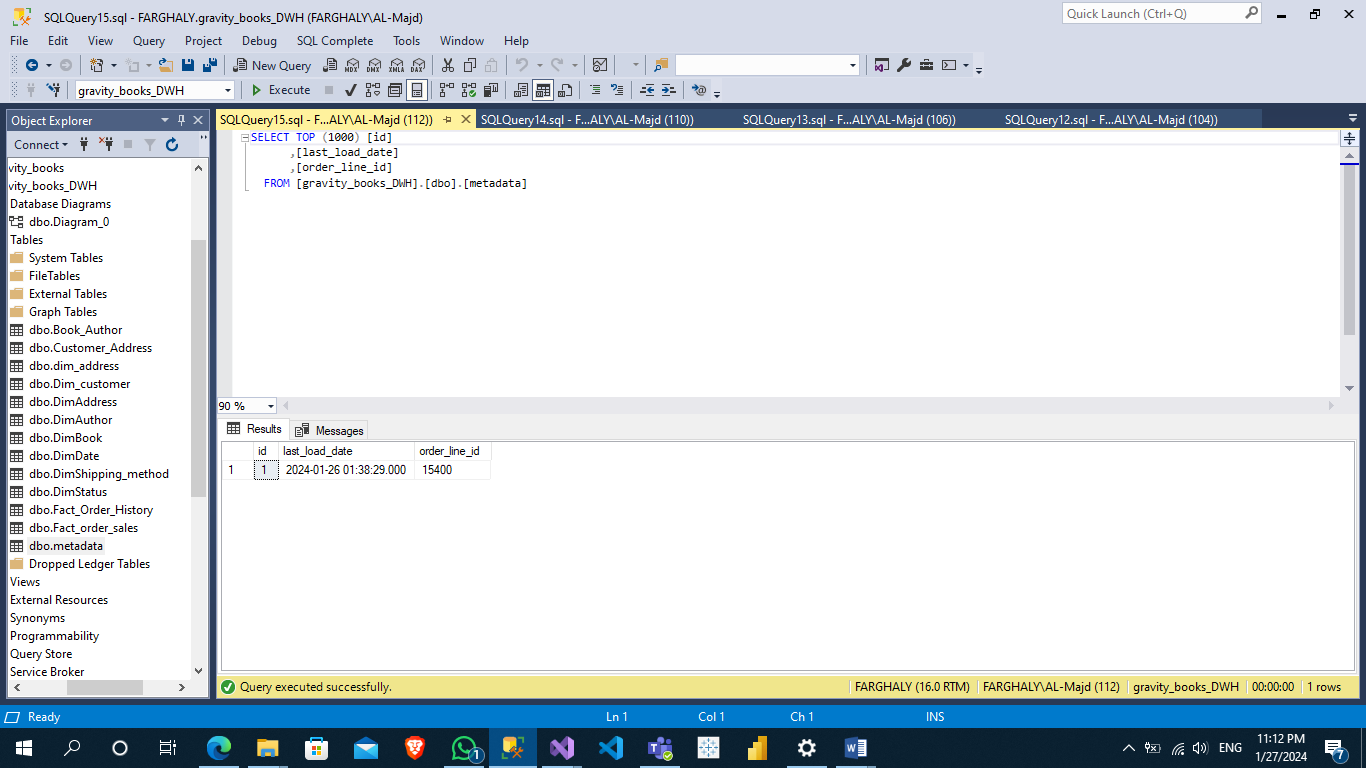 SQLQuery15.sql - FARGHALY.gravity_books_DWH (FARGHALY\AL-Majd)
Quick Launch (Ctrl+Q)
File Edit View Query Project Debug SQL Complete Tools Window Help
New Query MDX DMX XMLA DAX
gravity_books_DWH Execute
Object Explorer
Connect
vity_books
vity_books_DWH
Database Diagrams
dbo.Diagram_0
Tables
System Tables
FileTables
External Tables
Graph Tables
dbo.Book_Author
dbo.Customer_Address
dbo.dim_address
dbo.Dim_customer
dbo.DimAddress
dbo.DimAuthor
dbo.DimBook
dbo.DimDate
dbo.DimShipping_method
dbo.DimStatus
dbo.Fact_Order_History
dbo.Fact_order_sales
dbo.metadata
Dropped Ledger Tables
Views
External Resources
Synonyms
Programmability
Query Store
Service Broker
SQLQuery15.sql - F...ALY\AL-Majd (112)) SQLQuery14.sql - F...ALY\AL-Majd (110)) SQLQuery13.sql - F...ALY\AL-Majd (106)) SQLQuery12.sql - F...ALY\AL-Majd (104))
SELECT TOP (1000) [id]
,[last_load_date]
,[order_line_id]
FROM [gravity_books_DWH].[dbo].[metadata]
90 %
Results Messages
id last_load_date order_line_id
1 1 2024-01-26 01:38:29.000 15400
Query executed successfully. FARGHALY (16.0 RTM) FARGHALY\AL-Majd (112) gravity_books_DWH 00:00:00 1 rows
Ready Ln 1 Col 1 Ch 1 INS
1 ENG 11:12 PM 7
1/27/2024